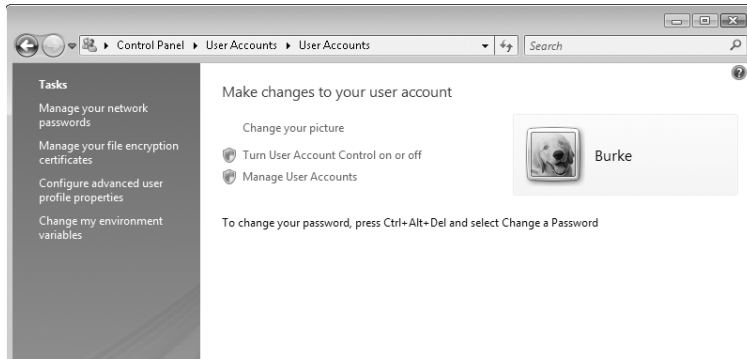 Control Panel ▸ User Accounts ▸ User Accounts
Search
Tasks
Manage your network
passwords
Manage your file encryption
certificates
Configure advanced user
profile properties
Change my environment
variables
Make changes to your user account
Change your picture
Turn User Account Control on or off
Manage User Accounts
Burke
To change your password, press Ctrl+Alt+Del and select Change a Password